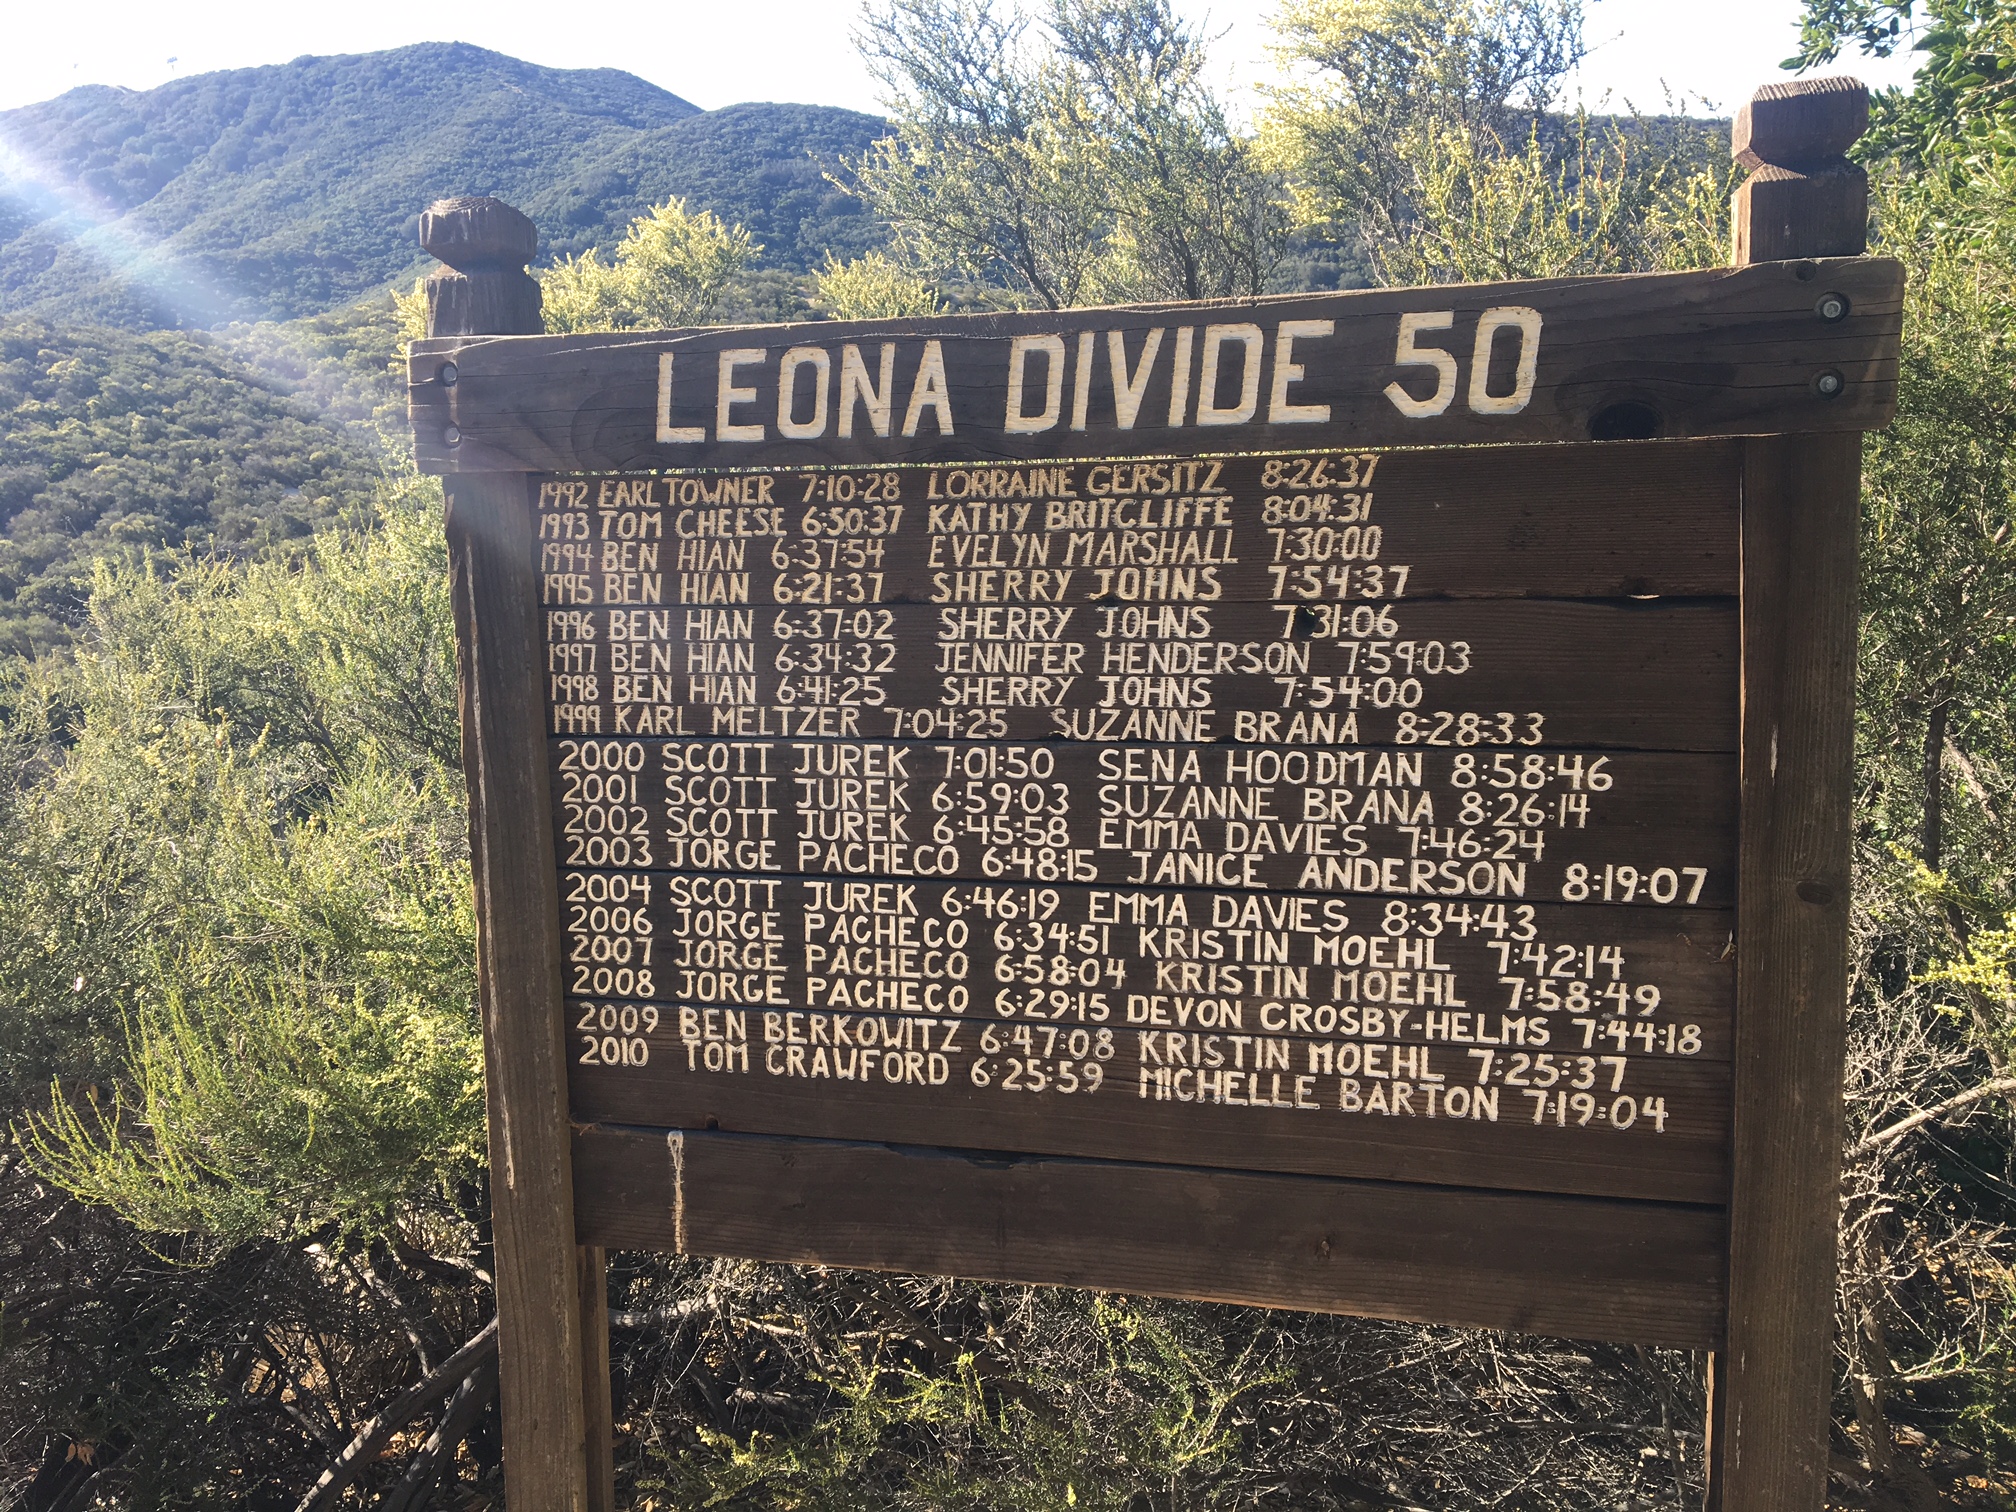 LEONA DIVIDE 50
1992 EARL TOWNER 7:10:28 LORRAINE GERSITZ 8:26:37
1993 TOM CHEESE 6:50:37 KATHY BRITCLIFFE 8:04:31
1994 BEN HIAN 6:37:54 EVELYN MARSHALL 7:30:00
1995 BEN HIAN 6:21:37 SHERRY JOHNS 7:54:37
1996 BEN HIAN 6:37:02 SHERRY JOHNS 7:31:06
1997 BEN HIAN 6:34:32 JENNIFER HENDERSON 7:59:03
1998 BEN HIAN 6:41:25 SHERRY JOHNS 7:54:00
1999 KARL MELTZER 7:04:25 SUZANNE BRANA 8:28:33
2000 SCOTT JUREK 7:01:50 SENA HOODMAN 8:58:46
2001 SCOTT JUREK 6:59:03 SUZANNE BRANA 8:26:14
2002 SCOTT JUREK 6:45:58 EMMA DAVIES 7:46:24
2003 JORGE PACHECO 6:48:15 JANICE ANDERSON 8:19:07
2004 SCOTT JUREK 6:46:19 EMMA DAVIES 8:34:43
2006 JORGE PACHECO 6:34:51 KRISTIN MOEHL 7:42:14
2007 JORGE PACHECO 6:58:04 KRISTIN MOEHL 7:58:49
2008 JORGE PACHECO 6:29:15 DEVON CROSBY-HELMS 7:44:18
2009 BEN BERKOWITZ 6:47:08 KRISTIN MOEHL 7:25:37
2010 TOM CRAWFORD 6:25:59 MICHELLE BARTON 7:19:04